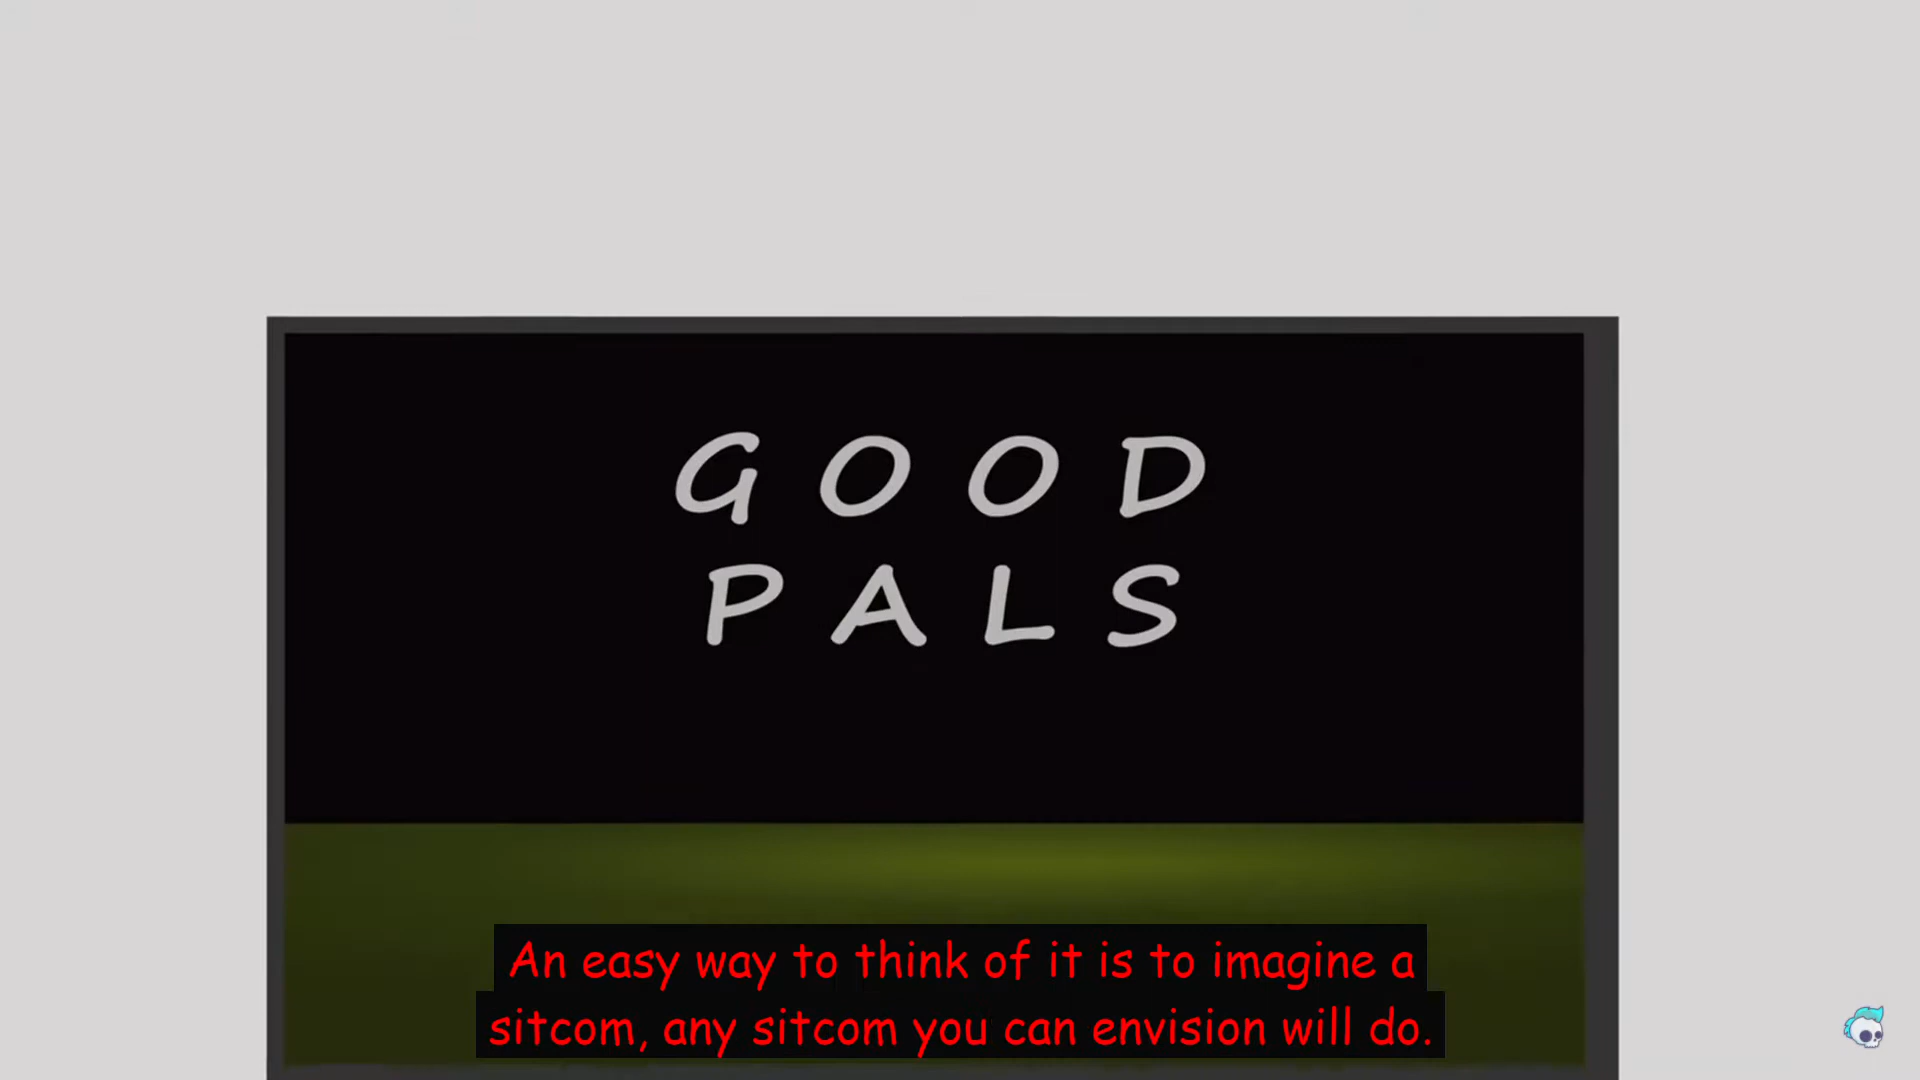 GOOD
PALS
An easy way to think of it is to imagine a
sitcom, any sitcom you can envision will do.